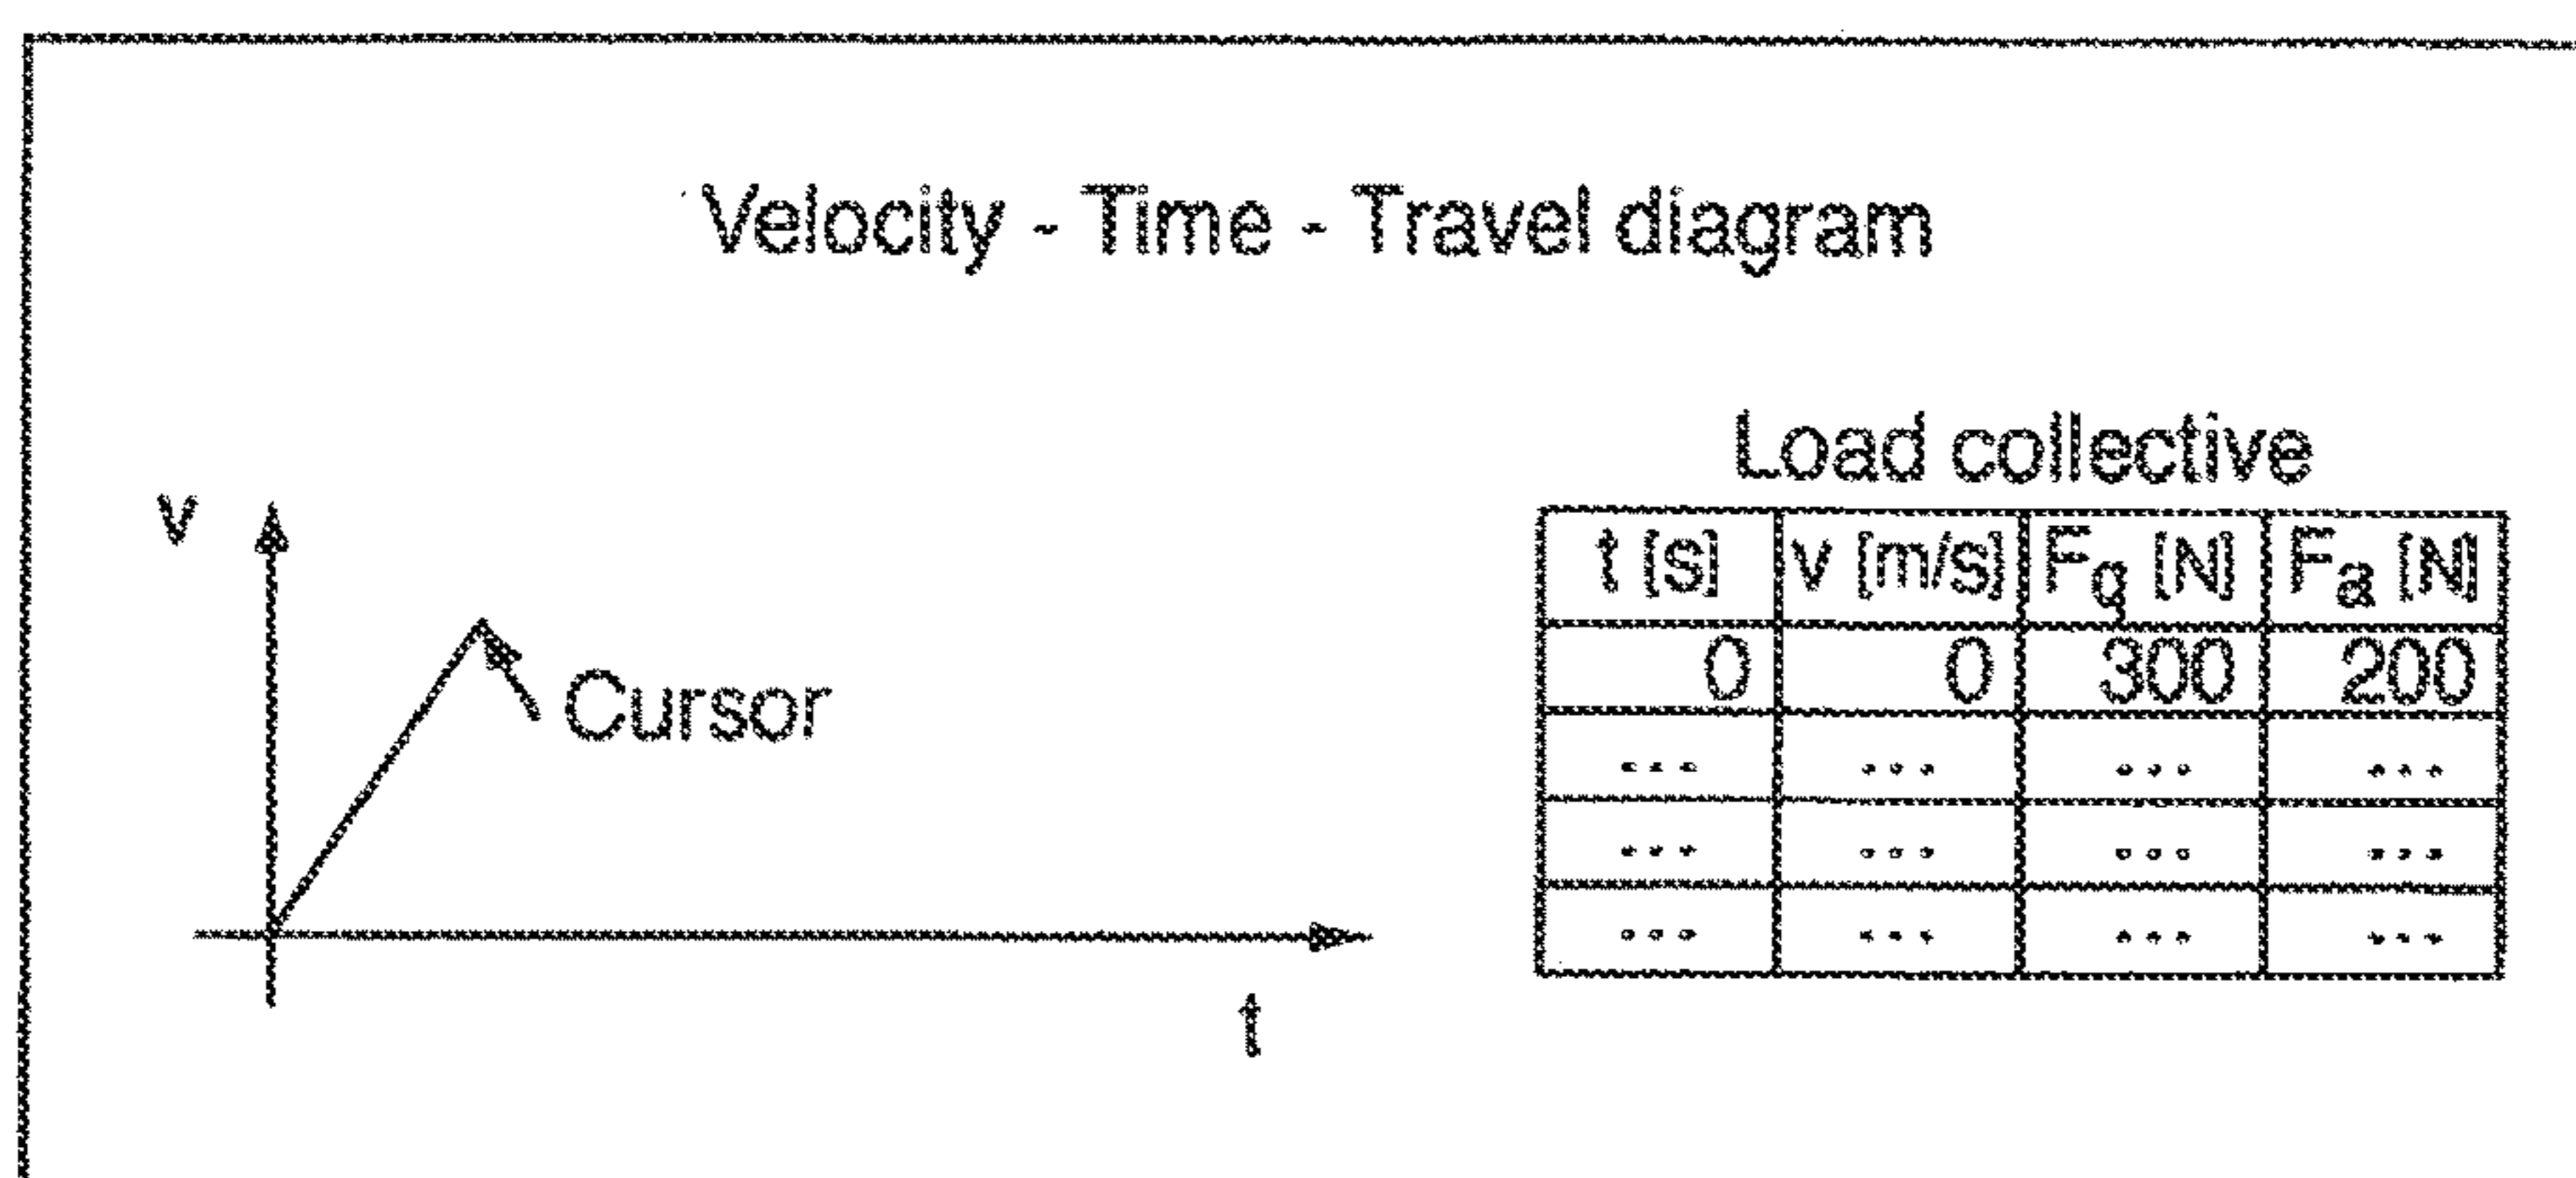 Velocity - Time - Travel diagram
Load collective
v
t [s] v [m/s] Fq [N] Fa [N]
0 0 300 200
... ... ... ...
... ... ... ...
... ... ... ...
Cursor
t